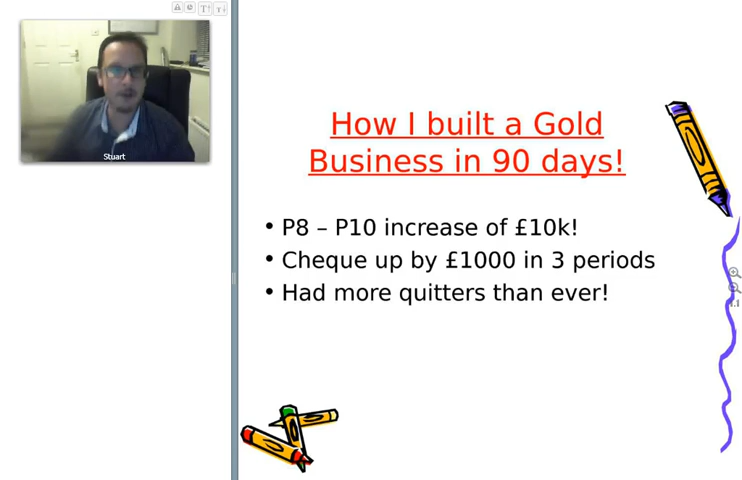 Stuart
How I built a Gold
Business in 90 days!
• P8 – P10 increase of £10k!
• Cheque up by £1000 in 3 periods
• Had more quitters than ever!